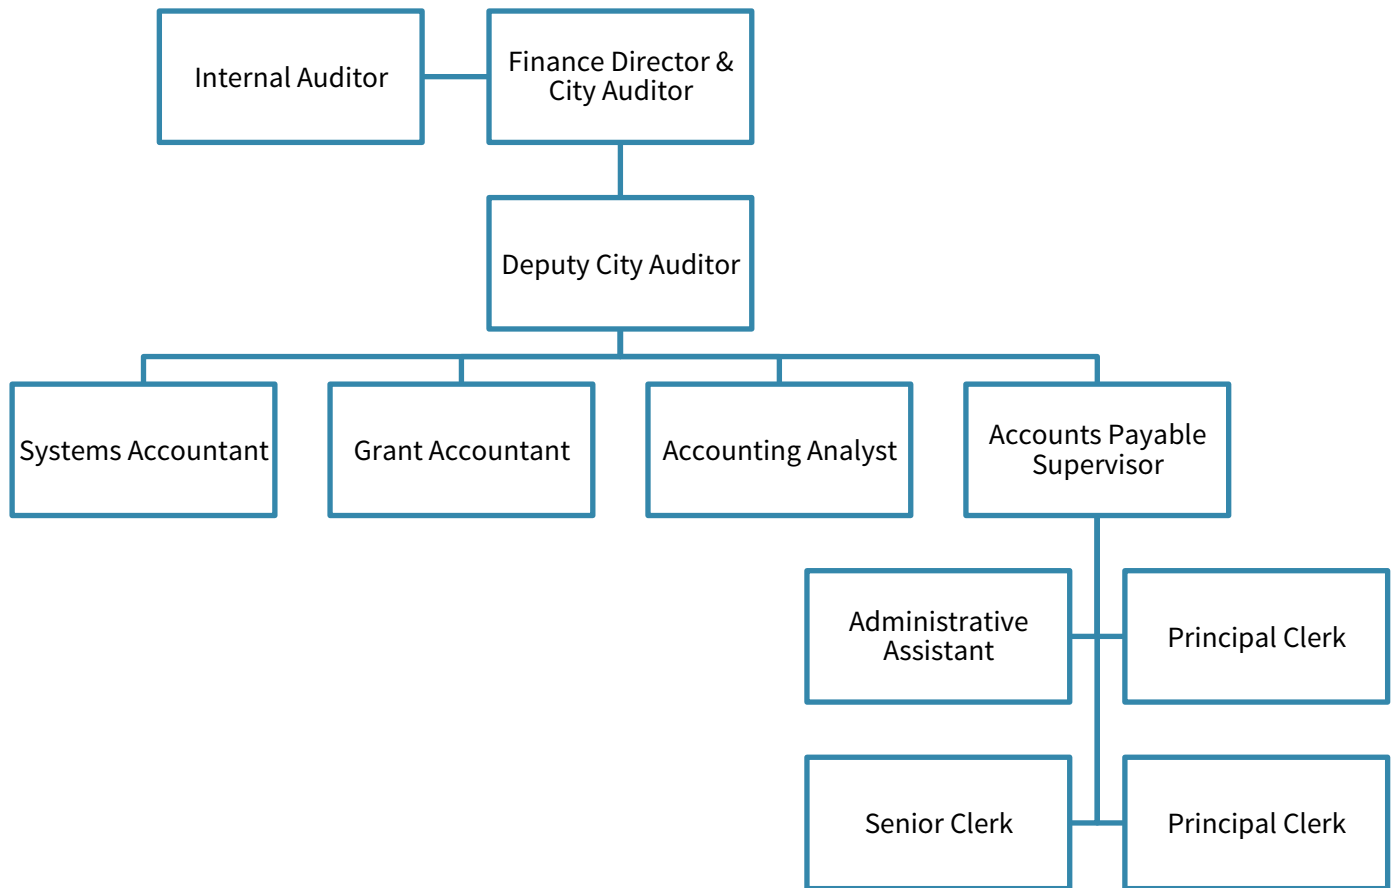 Internal Auditor
Finance Director &
City Auditor
Deputy City Auditor
Systems Accountant
Grant Accountant
Accounting Analyst
Accounts Payable
Supervisor
Administrative
Assistant
Principal Clerk
Senior Clerk
Principal Clerk